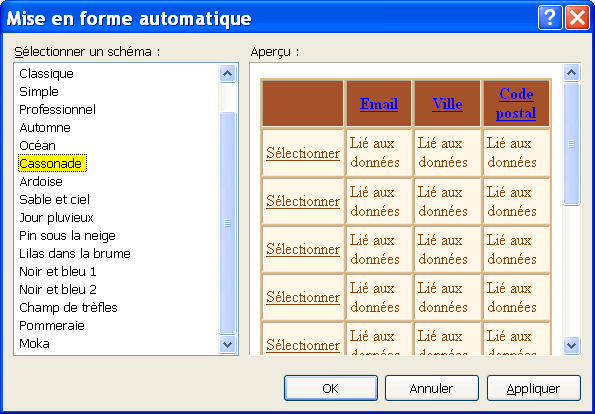 Mise en forme automatique
Sélectionner un schéma :
Classique
Simple
Professionnel
Automne
Océan
Cassonade
Ardoise
Sable et ciel
Jour pluvieux
Pin sous la neige
Lilas dans la brume
Noir et bleu 1
Noir et bleu 2
Champ de trèfles
Pommeraie
Moka
Aperçu :
Email Ville Code
postal
Sélectionner Lié aux Lié aux Lié aux
données données données
Sélectionner Lié aux Lié aux Lié aux
données données données
Sélectionner Lié aux Lié aux Lié aux
données données données
Sélectionner Lié aux Lié aux Lié aux
données données données
Sélectionner Lié aux Lié aux Lié aux
données données données
OK Annuler Appliquer